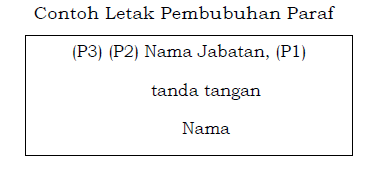 Contoh Letak Pembubuhan Paraf
(P3) (P2) Nama Jabatan, (P1)
tanda tangan
Nama